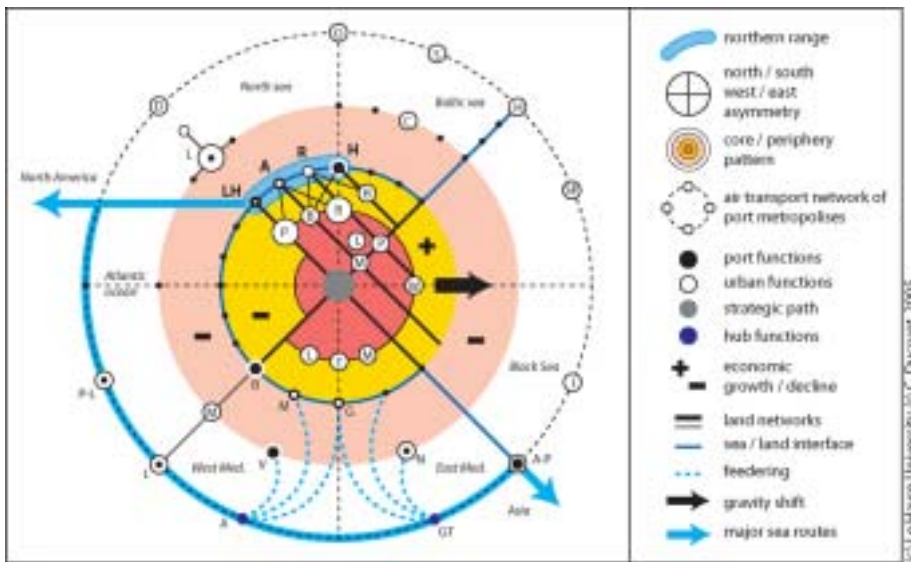 O
S
O
North sea
Baltic sea
H
C
L
R
H
A
North America
LH
B
R
P
L
P
M
+
Atlantic
ocean
-
-
-
Black Sea
L
T
M
P-L
B
M
G
I
M
V
N
L
West Med.
East Med.
A-P
Asie
A
GT
northern range
north / south
west / east
asymmetry
core / periphery
pattern
air transport network of
port metropolises
port functions
urban functions
strategic path
hub functions
+ economic
- growth / decline
land networks
sea / land interface
feedering
gravity shift
major sea routes